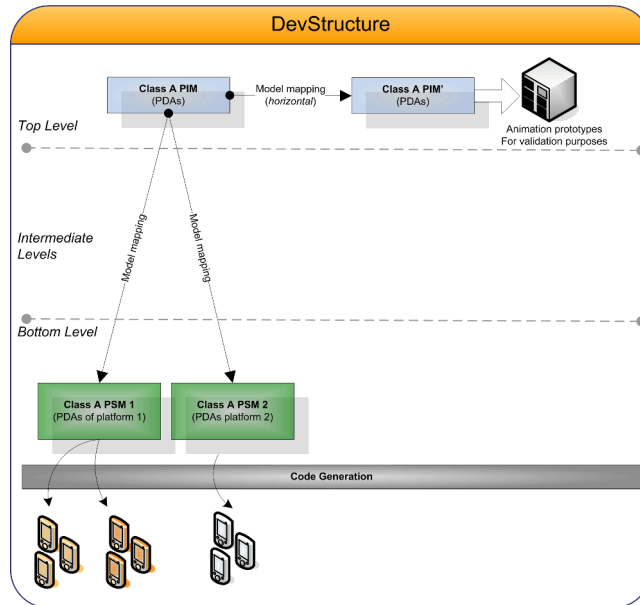 DevStructure
Class A PIM
(PDAs)
Model mapping
(horizontal)
Class A PIM'
(PDAs)
Animation prototypes
For validation purposes
Top Level
Model mapping
Model mapping
Intermediate
Levels
Bottom Level
Class A PSM 1
(PDAs of platform 1)
Class A PSM 2
(PDAs platform 2)
Code Generation